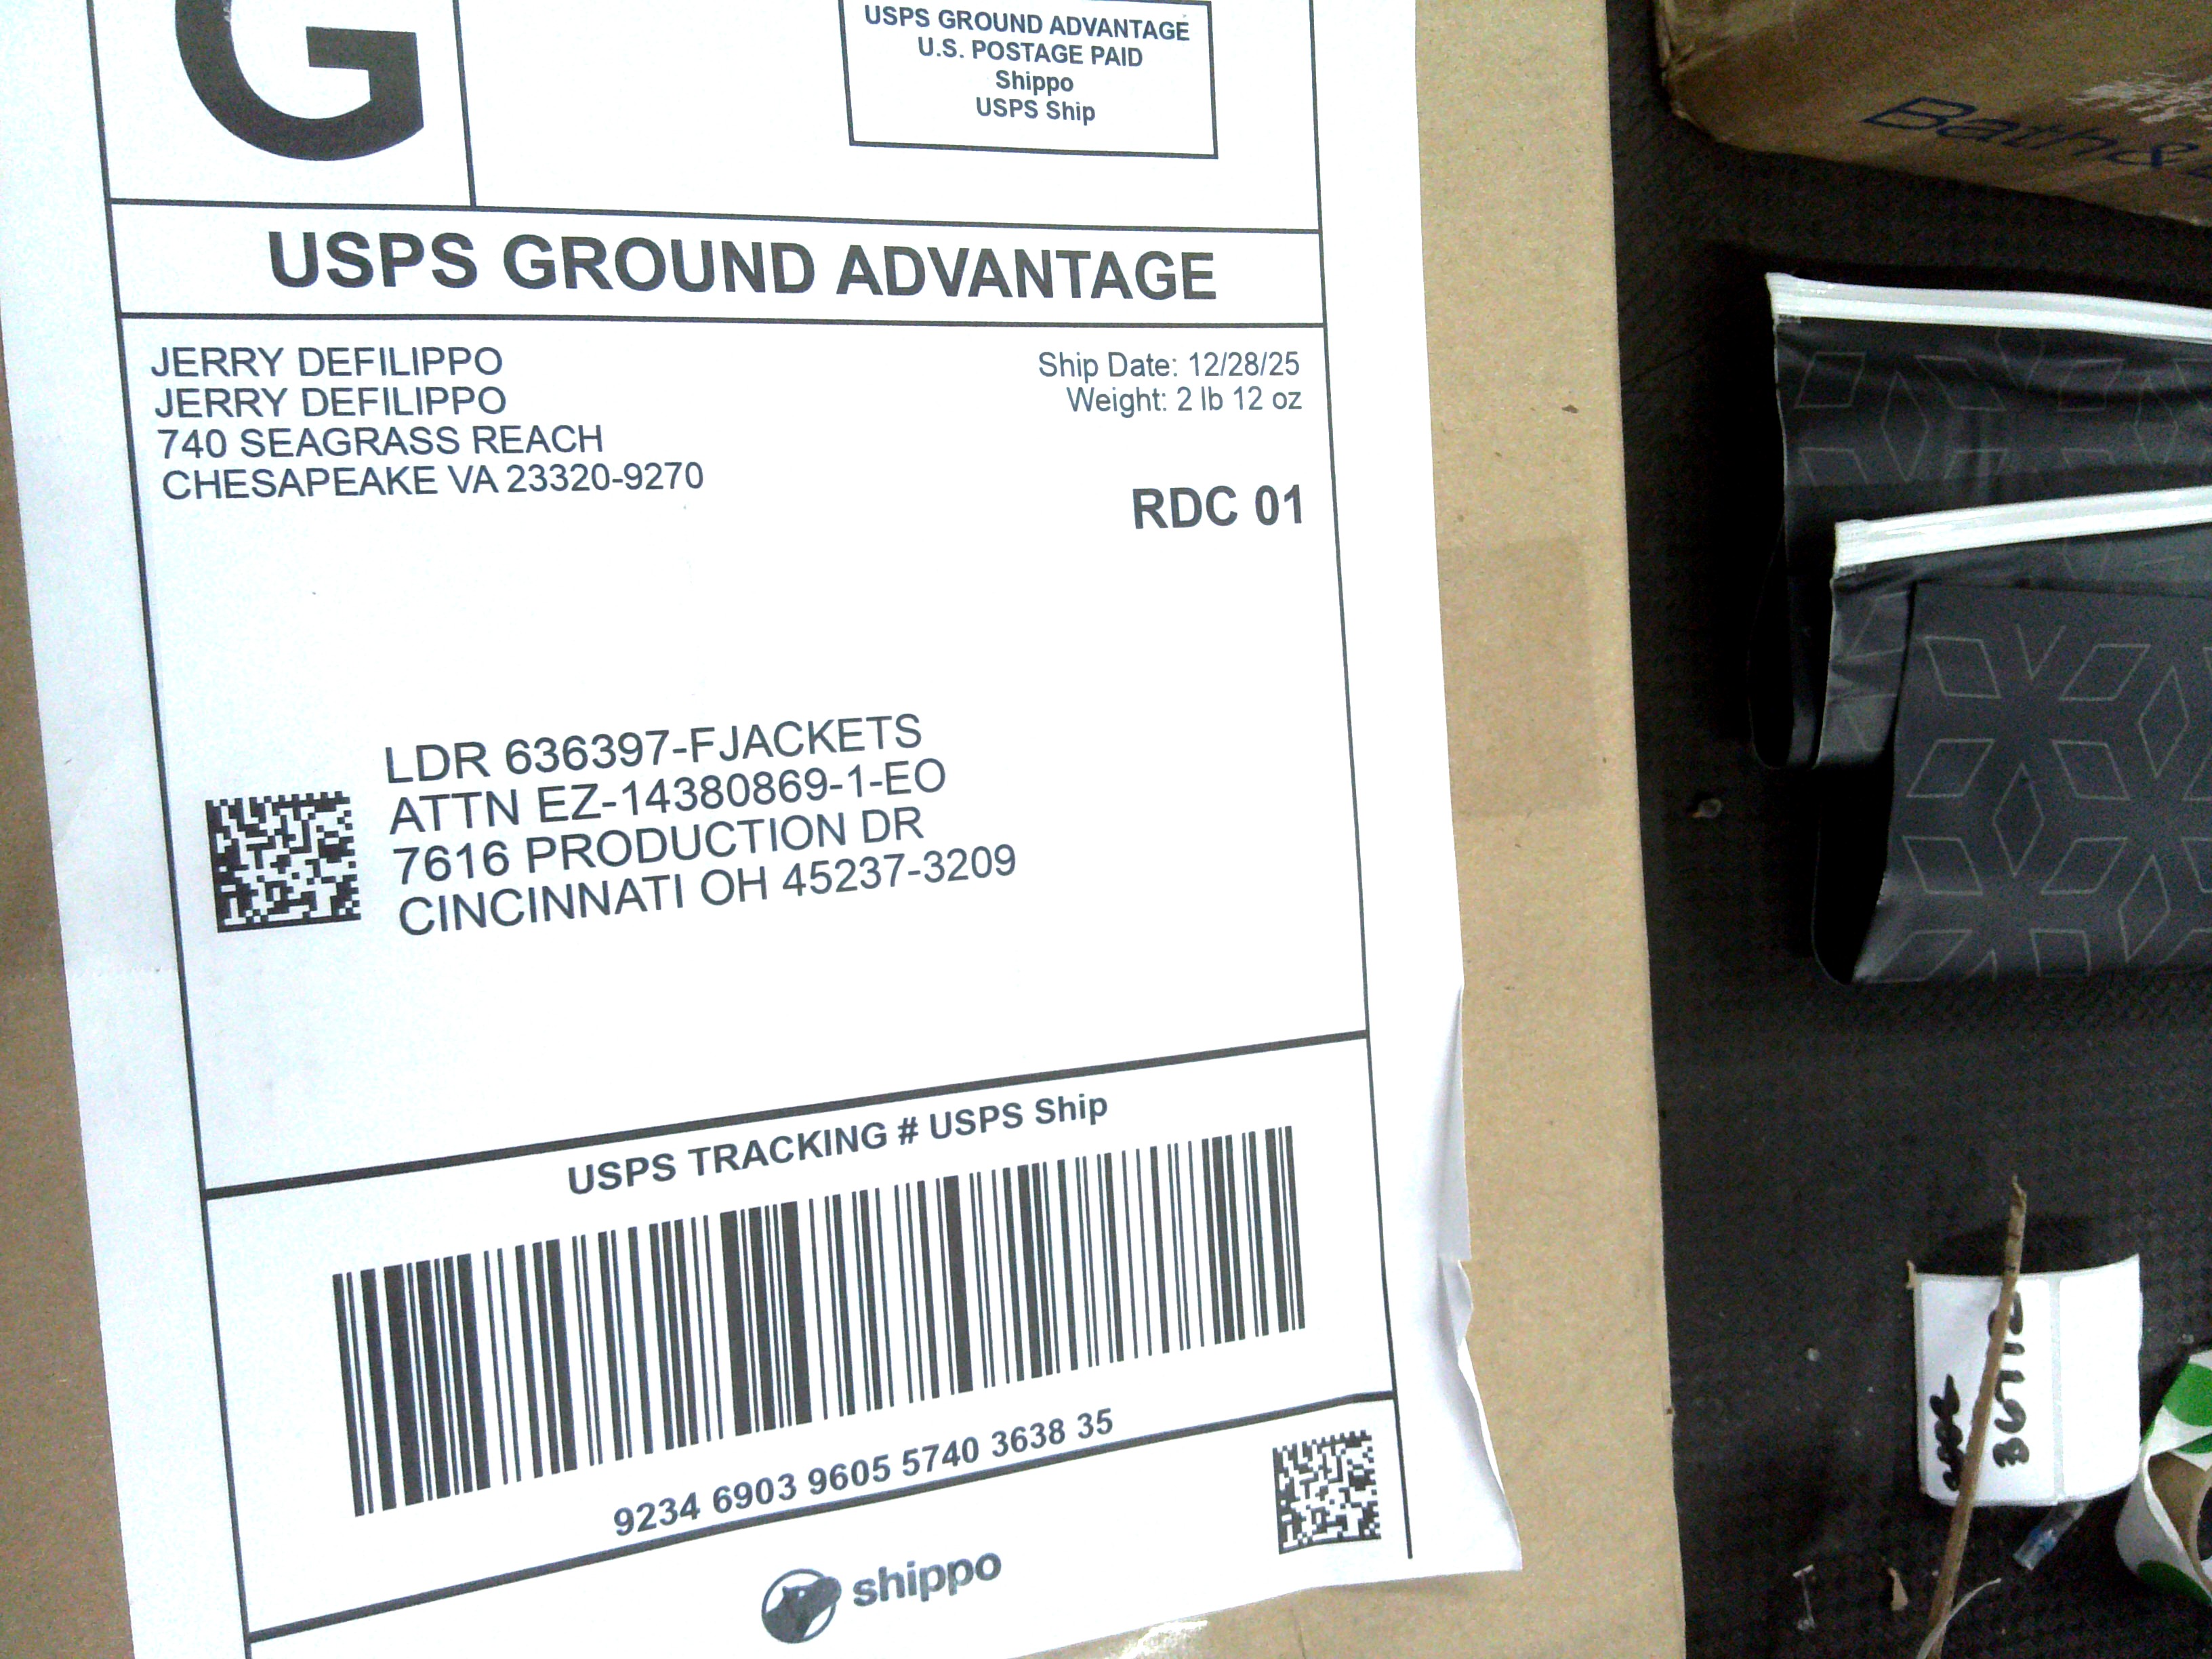 G
USPS GROUND ADVANTAGE
U.S. POSTAGE PAID
Shippo
USPS Ship
USPS GROUND ADVANTAGE
JERRY DEFILIPPO
JERRY DEFILIPPO
740 SEAGRASS REACH
CHESAPEAKE VA 23320-9270
Ship Date: 12/28/25
Weight: 2 lb 12 oz
RDC 01
LDR 636397-FJACKETS
ATTN EZ-14380869-1-EO
7616 PRODUCTION DR
CINCINNATI OH 45237-3209
USPS TRACKING # USPS Ship
9234 6903 9605 5740 3638 35
shippo
Bath &